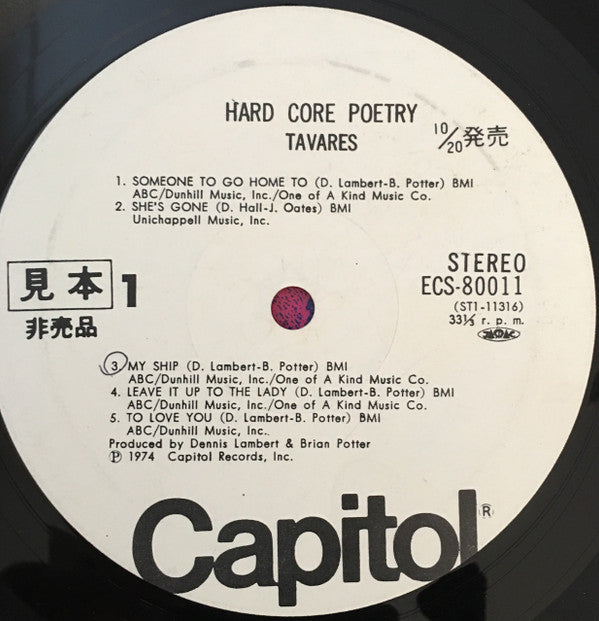 HARD CORE POETRY
TAVARES
10/20発売
1. SOMEONE TO GO HOME TO (D. Lambert-B. Potter) BMI
ABC/Dunhill Music, Inc./One of A Kind Music Co.
2. SHE'S GONE (D. Hall-J. Oates) BMI
Unichappell Music, Inc.
見本 1
非売品
STEREO
ECS-80011
(ST1-11316)
33⅓ r. p. m.
3. MY SHIP (D. Lambert-B. Potter) BMI
ABC/Dunhill Music, Inc./One of A Kind Music Co.
4. LEAVE IT UP TO THE LADY (D. Lambert-B. Potter) BMI
ABC/Dunhill Music, Inc./One of A Kind Music Co.
5. TO LOVE YOU (D. Lambert-B. Potter) BMI
ABC/Dunhill Music, Inc.
Produced by Dennis Lambert & Brian Potter
Ⓟ 1974 Capitol Records, Inc.
Capitol®